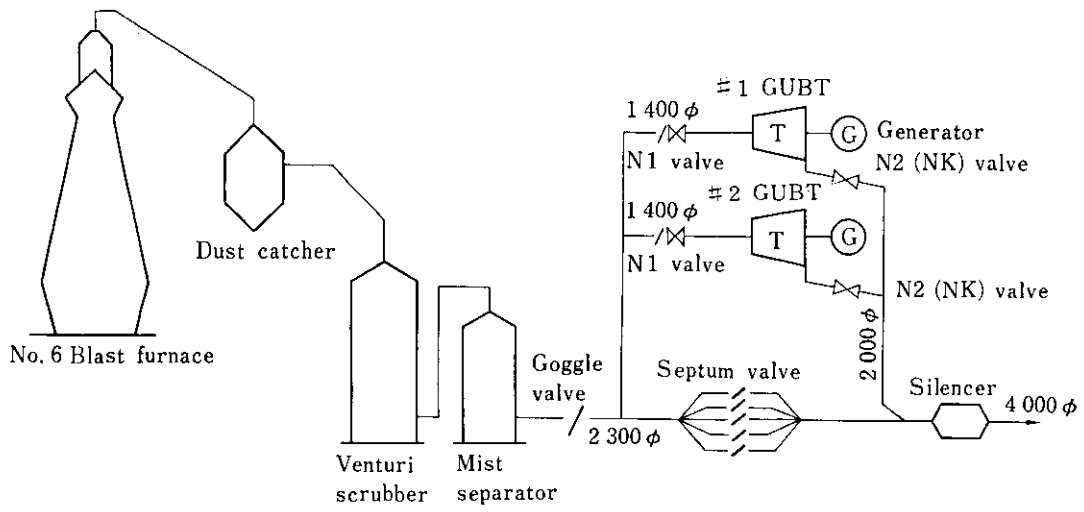 #1 GUBT
1 400 φ
T
G
Generator
N1 valve
N2 (NK) valve
#2 GUBT
1 400 φ
T
G
N1 valve
N2 (NK) valve
Dust catcher
No. 6 Blast furnace
Goggle
valve
Septum valve
2 000 φ
Silencer
4 000 φ
2 300 φ
Venturi
scrubber
Mist
separator